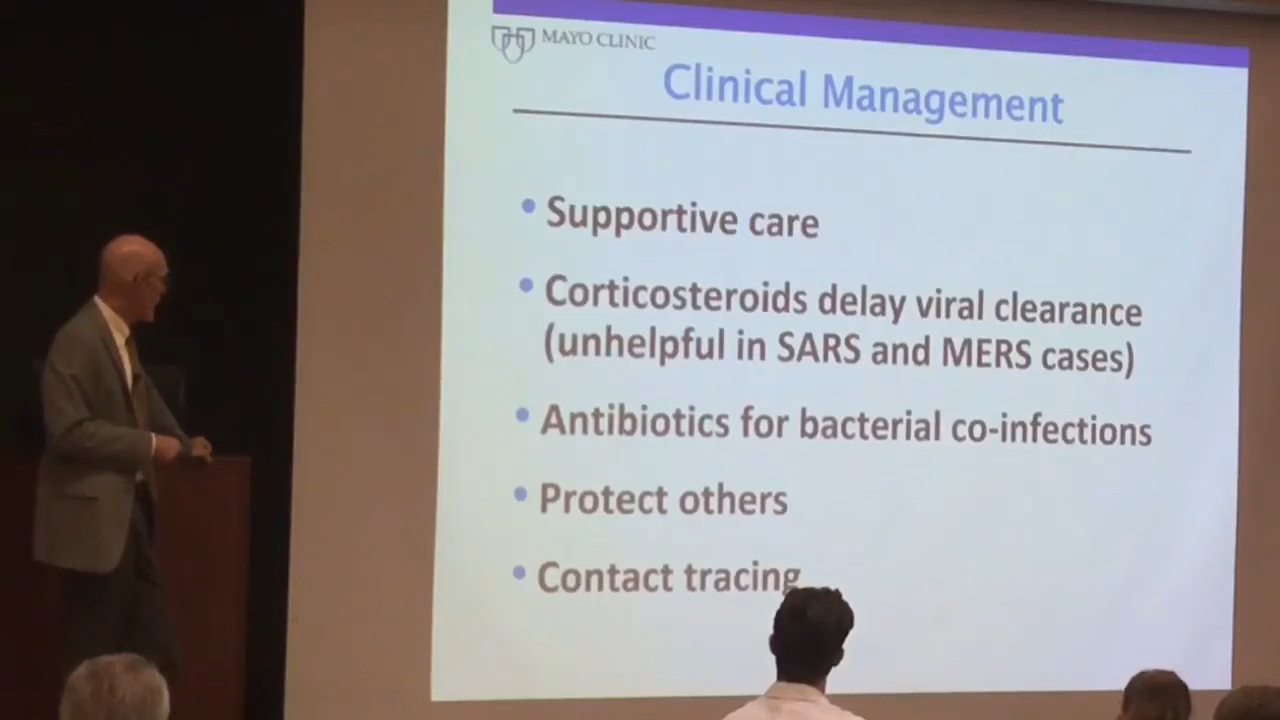 MAYO CLINIC
Clinical Management
• Supportive care
• Corticosteroids delay viral clearance
(unhelpful in SARS and MERS cases)
• Antibiotics for bacterial co-infections
• Protect others
• Contact tracing